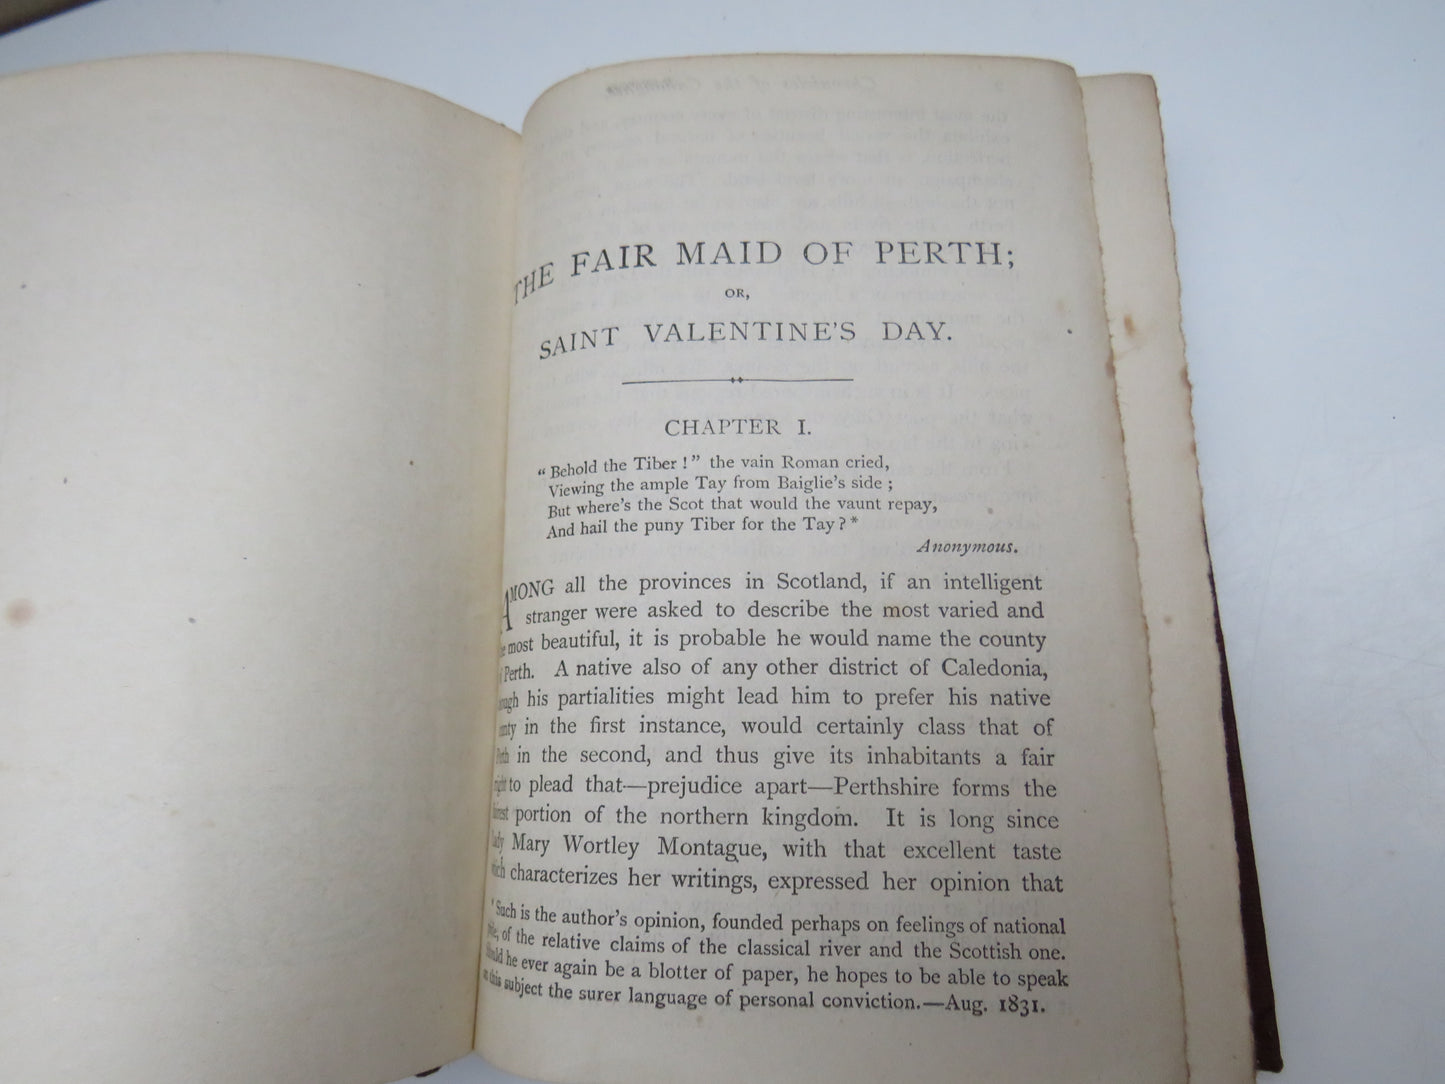 THE FAIR MAID OF PERTH;
OR,
SAINT VALENTINE'S DAY.
CHAPTER I.
"Behold the Tiber!" the vain Roman cried,
Viewing the ample Tay from Baiglie's side;
But where's the Scot that would the vaunt repay,
And hail the puny Tiber for the Tay?*
Anonymous.
AMONG all the provinces in Scotland, if an intelligent
stranger were asked to describe the most varied and
most beautiful, it is probable he would name the county
Perth. A native also of any other district of Caledonia,
his partialities might lead him to prefer his native
in the first instance, would certainly class that of
Perth in the second, and thus give its inhabitants a fair
right to plead that—prejudice apart—Perthshire forms the
portion of the northern kingdom. It is long since
Lady Mary Wortley Montague, with that excellent taste
which characterizes her writings, expressed her opinion that
* Such is the author's opinion, founded perhaps on feelings of national
of the relative claims of the classical river and the Scottish one.
Should he ever again be a blotter of paper, he hopes to be able to speak
on this subject the surer language of personal conviction.—Aug. 1831.